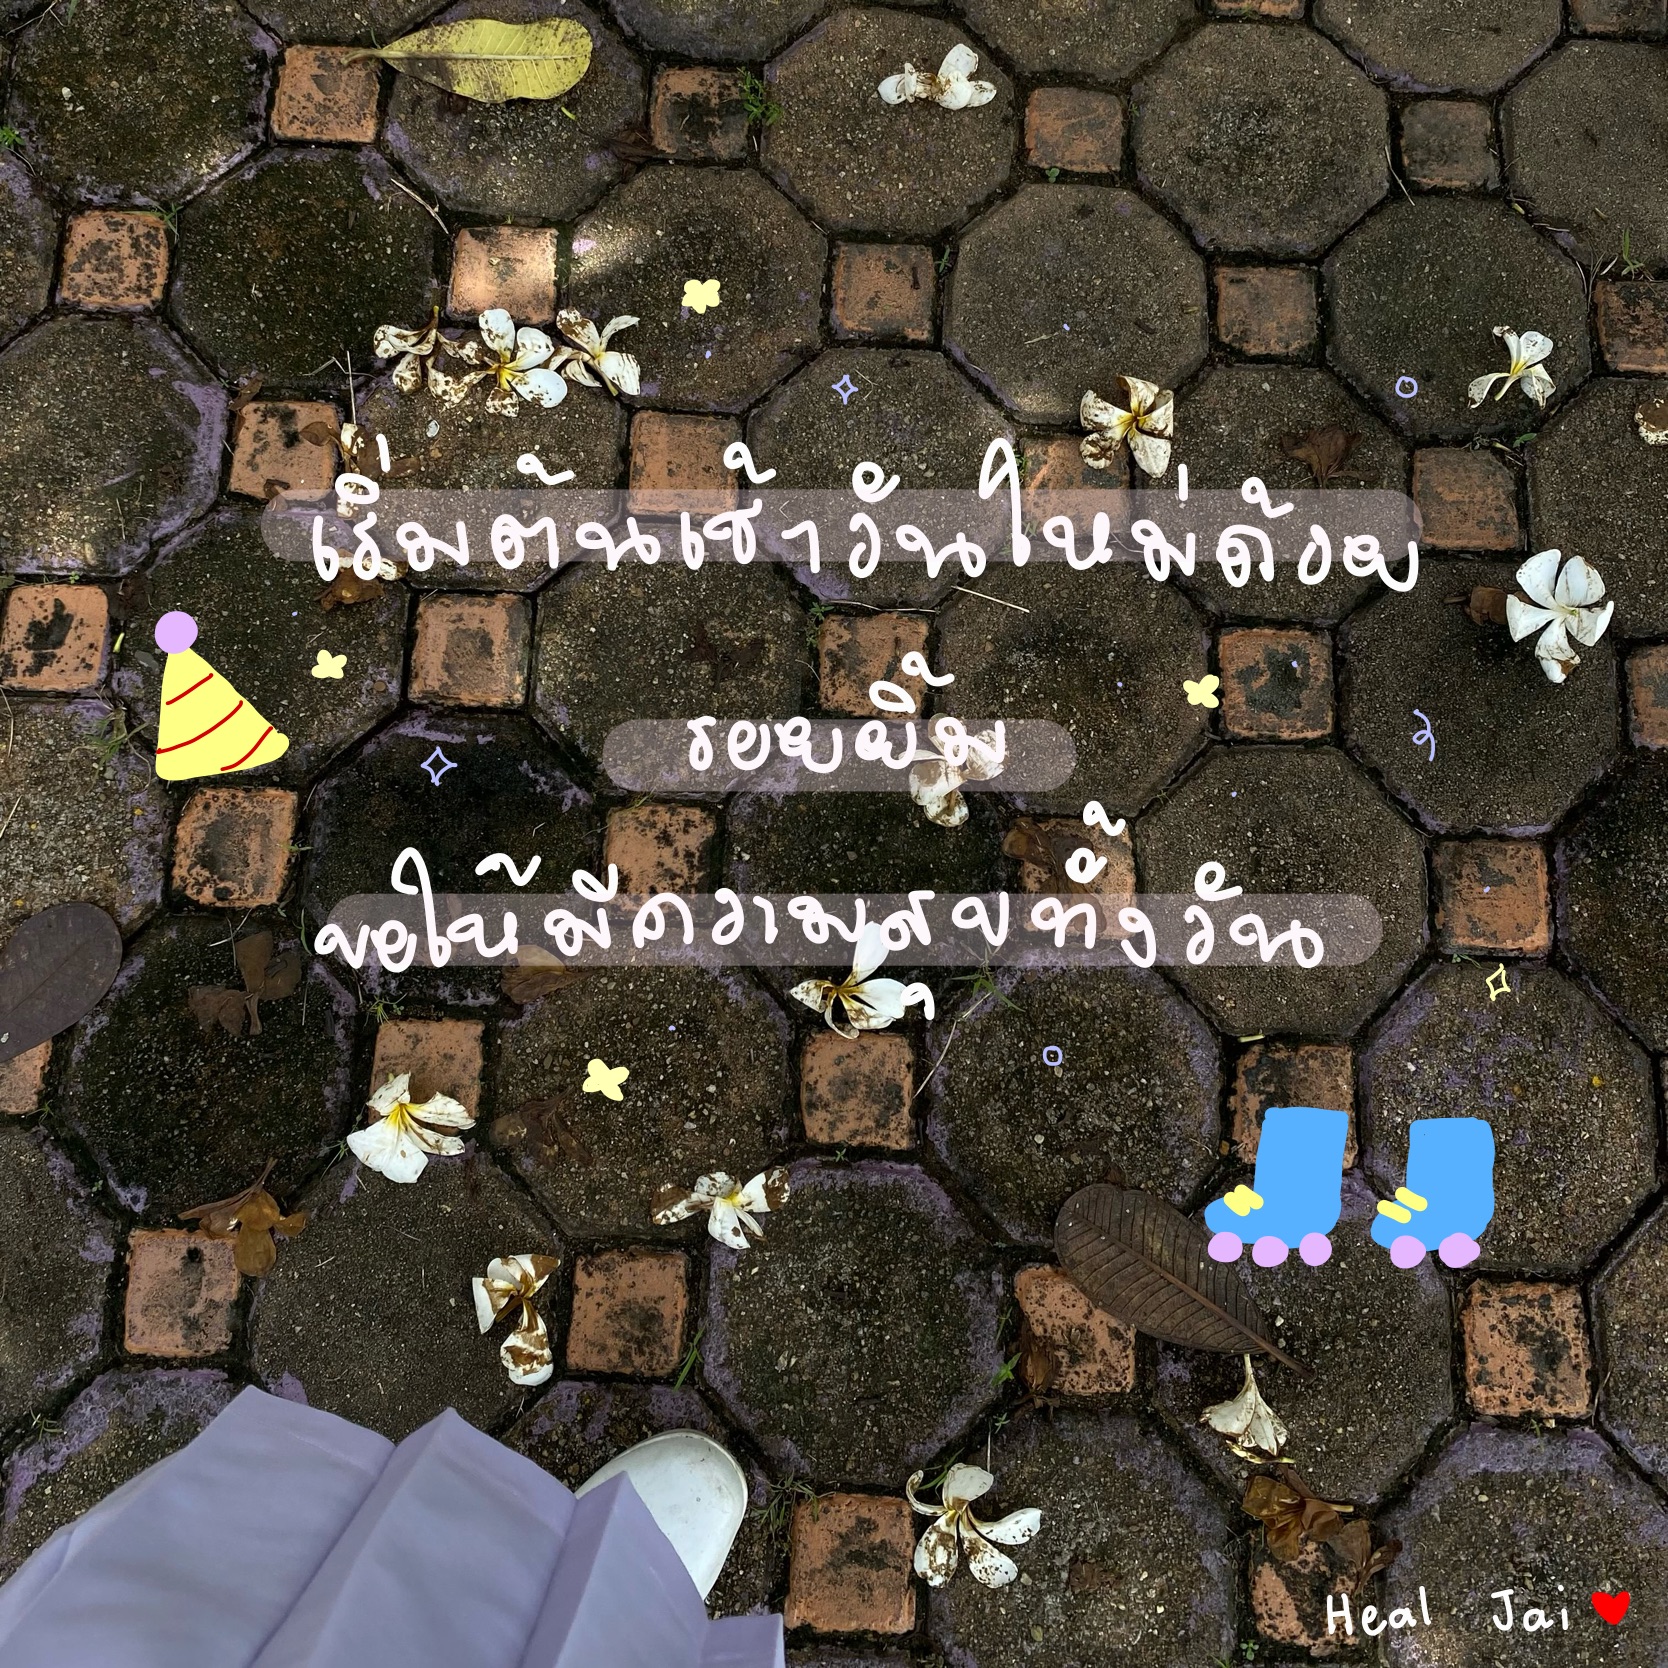 เริ่มต้นเช้าวันใหม่ด้วย
รอยยิ้ม
ขอให้มีความสุขทั้งวัน
Heal Jai